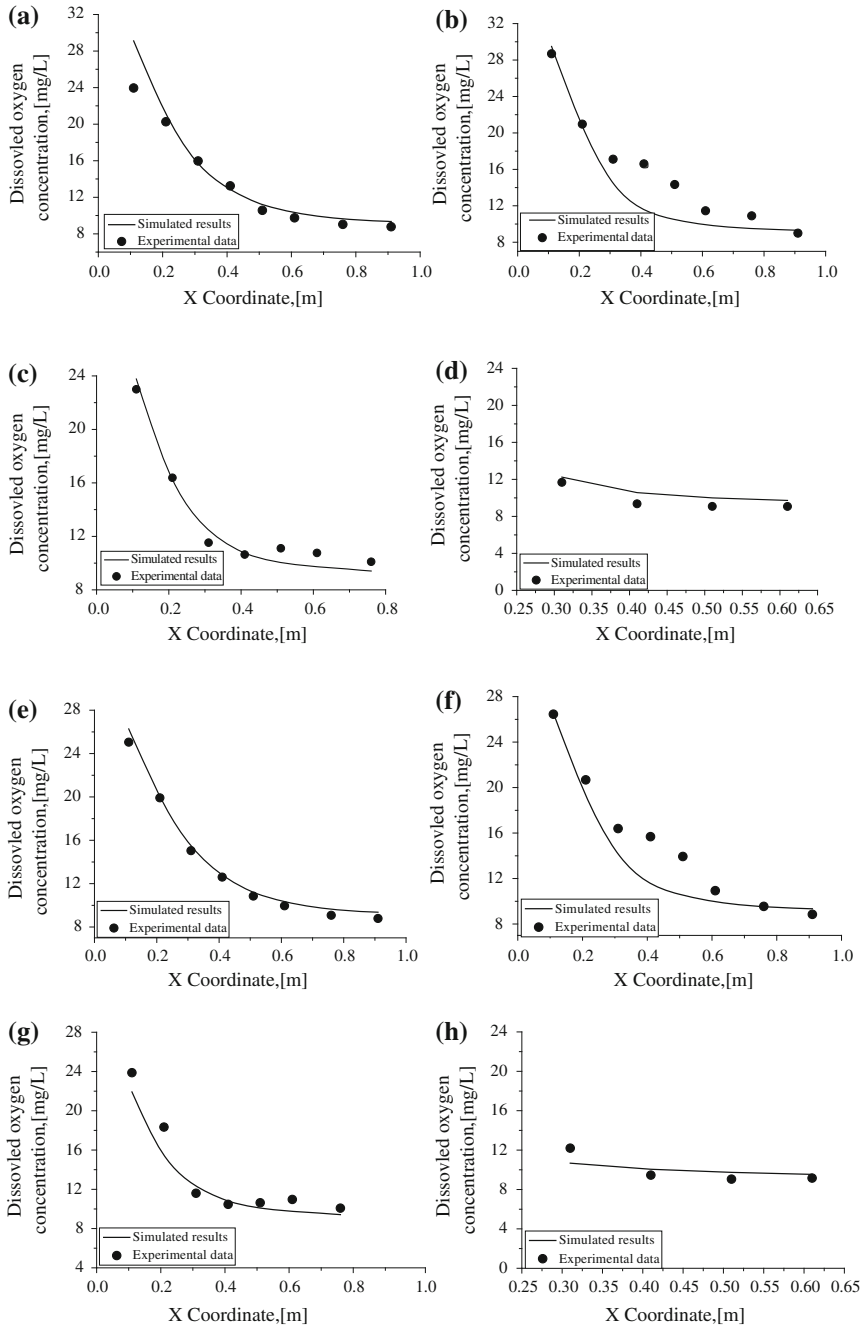 (a)
32
28
24
20
16
12
8
Dissovled oxygen
concentration,[mg/L]
Simulated results
Experimental data
0.0 0.2 0.4 0.6 0.8 1.0
X Coordinate,[m]
(b)
32
28
24
20
16
12
8
Dissovled oxygen
concentration,[mg/L]
Simulated results
Experimental data
0.0 0.2 0.4 0.6 0.8 1.0
X Coordinate,[m]
(c)
24
20
16
12
8
Dissovled oxygen
concentration,[mg/L]
Simulated results
Experimental data
0.0 0.2 0.4 0.6 0.8
X Coordinate,[m]
(d)
24
20
16
12
8
4
0
Dissovled oxygen
concentration,[mg/L]
Simulated results
Experimental data
0.25 0.30 0.35 0.40 0.45 0.50 0.55 0.60 0.65
X Coordinate,[m]
(e)
28
24
20
16
12
8
Dissovled oxygen
concentration,[mg/L]
Simulated results
Experimental data
0.0 0.2 0.4 0.6 0.8 1.0
X Coordinate,[m]
(f)
28
24
20
16
12
8
Dissovled oxygen
concentration,[mg/L]
Simulated results
Experimental data
0.0 0.2 0.4 0.6 0.8 1.0
X Coordinate,[m]
(g)
28
24
20
16
12
8
4
Dissovled oxygen
concentration,[mg/L]
Simulated results
Experimental data
0.0 0.2 0.4 0.6 0.8 1.0
X Coordinate,[m]
(h)
24
20
16
12
8
4
0
Dissovled oxygen
concentration,[mg/L]
Simulated results
Experimental data
0.25 0.30 0.35 0.40 0.45 0.50 0.55 0.60 0.65
X Coordinate,[m]